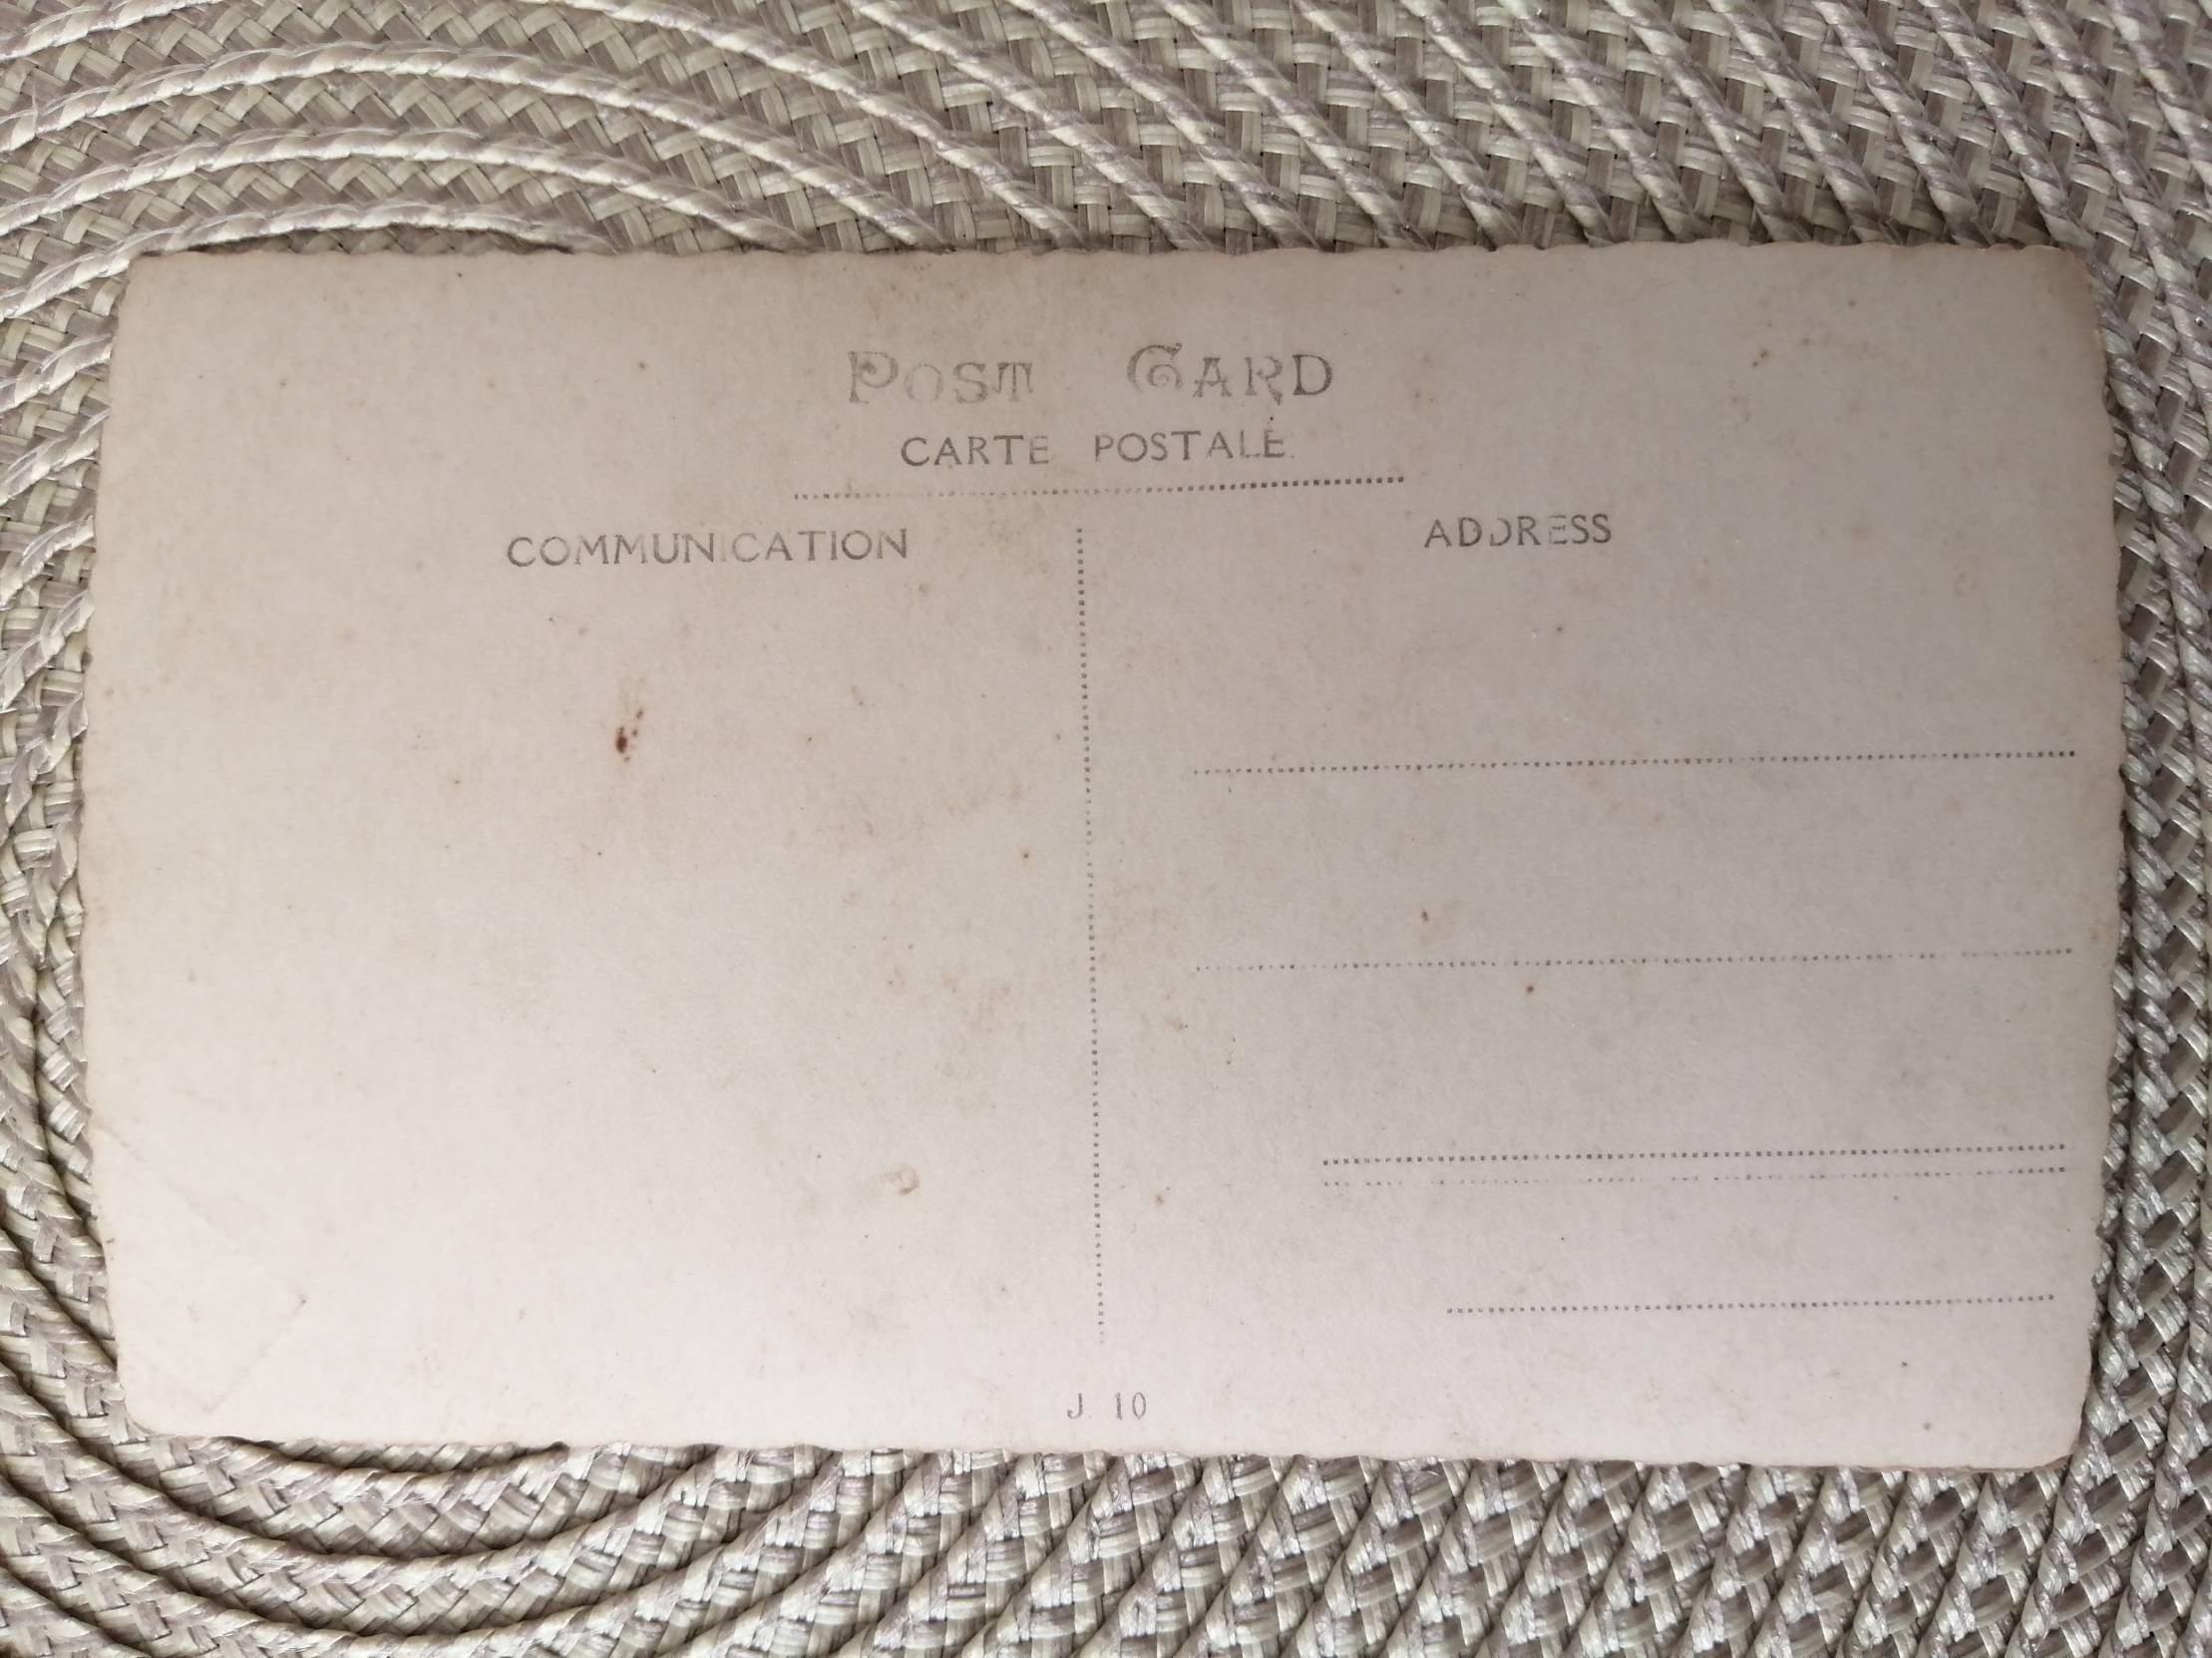 POST CARD
CARTE POSTALE
COMMUNICATION
ADDRESS
J. 10